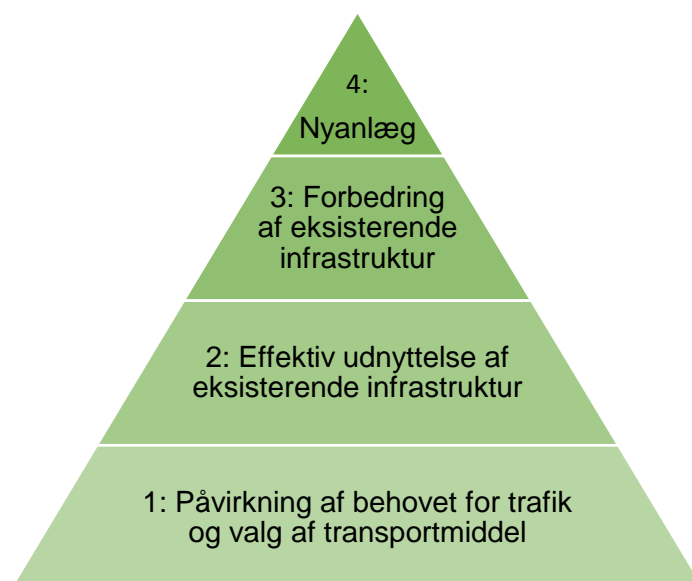 4:
Nyanlæg
3: Forbedring
af eksisterende
infrastruktur
2: Effektiv udnyttelse af
eksisterende infrastruktur
1: Påvirkning af behovet for trafik
og valg af transportmiddel